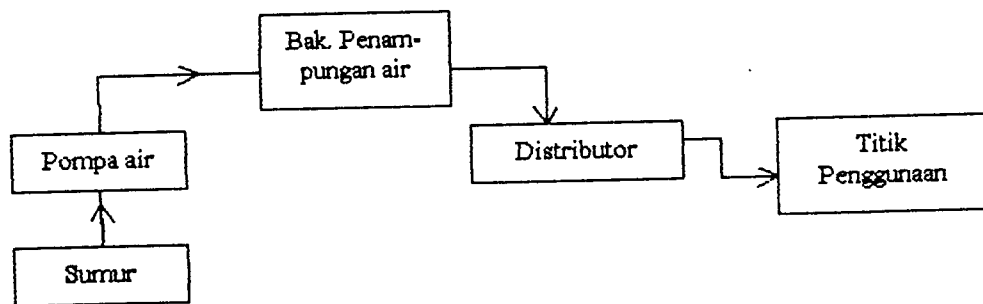 Bak. Penam-
pungan air
Pompa air
Distributor
Titik
Penggunaan
Sumur